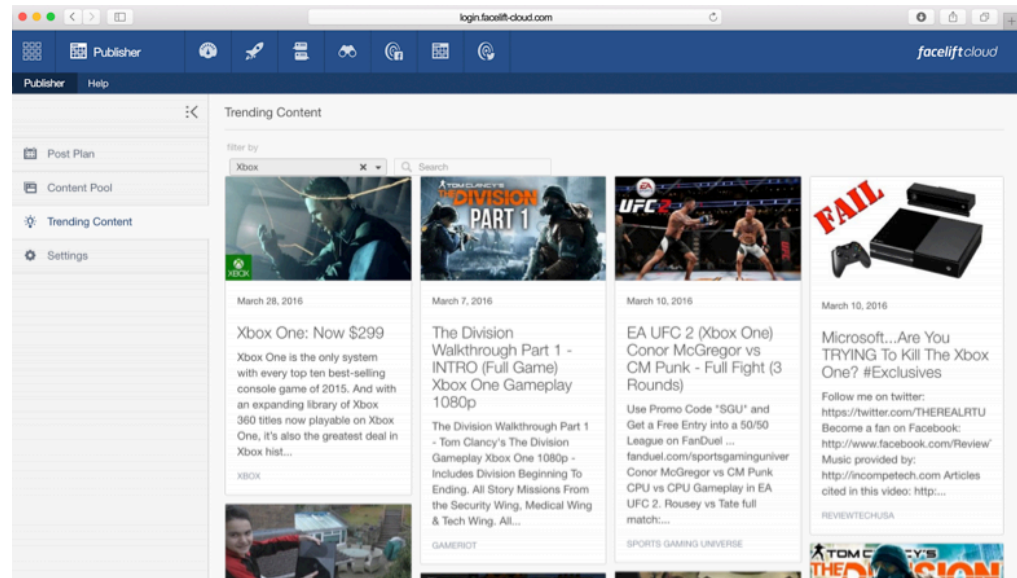 login.facelift-cloud.com
Publisher
facelift cloud
Publisher Help
Trending Content
filter by
Xbox
Search
Post Plan
Content Pool
Trending Content
Settings
XBOX
March 28, 2016
Xbox One: Now $299
Xbox One is the only system
with every top ten best-selling
console game of 2015. And with
an expanding library of Xbox
360 titles now playable on Xbox
One, it's also the greatest deal in
Xbox hist...
XBOX
TOM CLANCY'S
THE DIVISION
PART 1
March 7, 2016
The Division
Walkthrough Part 1 -
INTRO (Full Game)
Xbox One Gameplay
1080p
The Division Walkthrough Part 1
- Tom Clancy's The Division
Gameplay Xbox One 1080p -
Includes Division Beginning To
Ending. All Story Missions From
the Security Wing, Medical Wing
& Tech Wing. All...
GAMERIOT
EA
UFC 2
March 10, 2016
EA UFC 2 (Xbox One)
Conor McGregor vs
CM Punk - Full Fight (3
Rounds)
Use Promo Code "SGU" and
Get a Free Entry into a 50/50
League on FanDuel ...
fanduel.com/sportsgaminguniver
Conor McGregor vs CM Punk
CPU vs CPU Gameplay in EA
UFC 2. Rousey vs Tate full
match:...
SPORTS GAMING UNIVERSE
FAIL
March 10, 2016
Microsoft...Are You
TRYING To Kill The Xbox
One? #Exclusives
Follow me on twitter:
https://twitter.com/THEREALRTU
Become a fan on Facebook:
http://www.facebook.com/Review
Music provided by:
http://incompetech.com Articles
cited in this video: http:...
REVIEWTECHUSA
TOM CLANCY'S
THE DIVISION